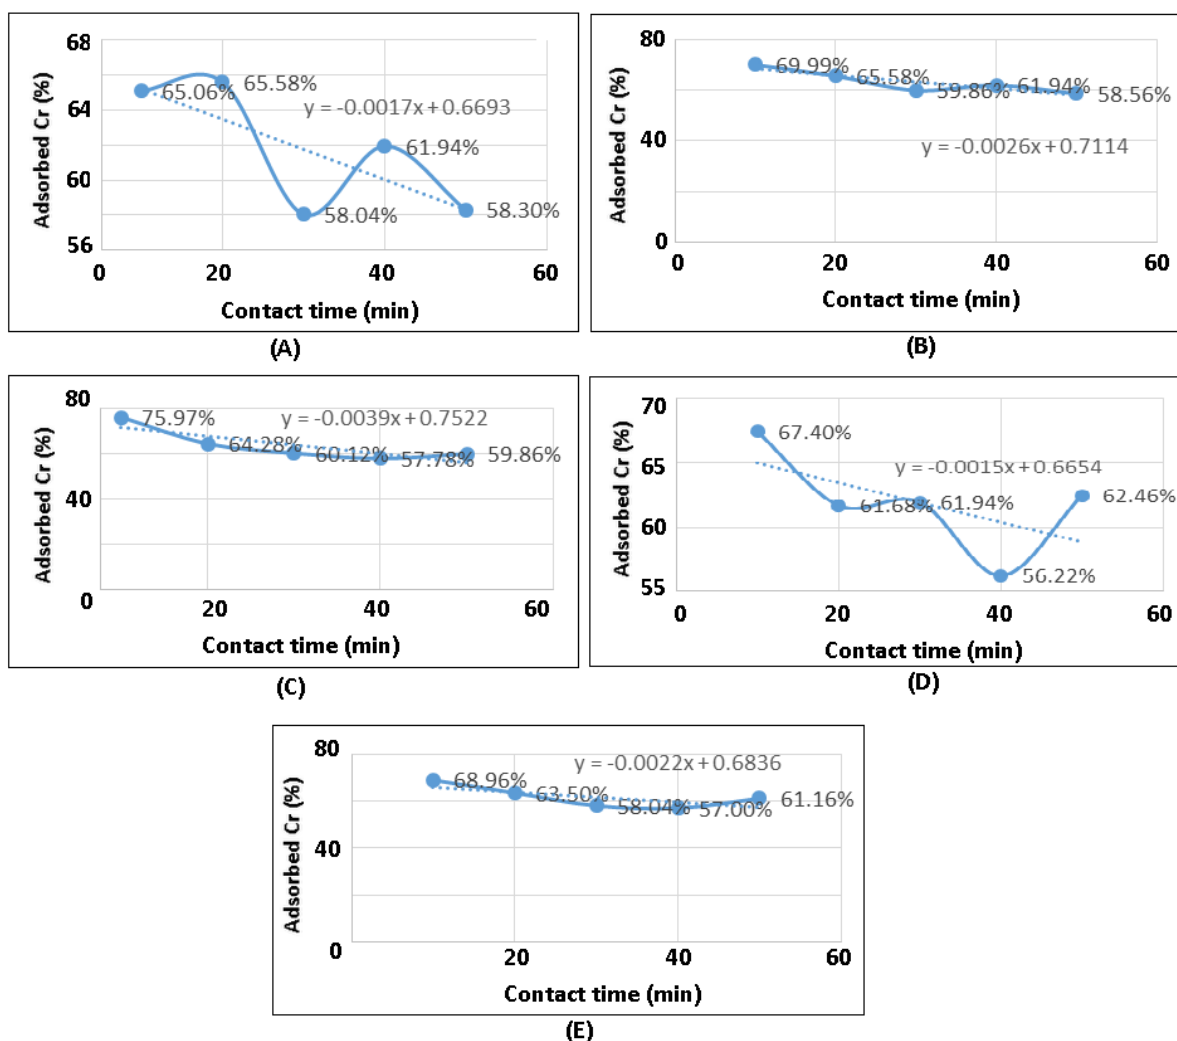 68
64
60
56
Adsorbed Cr (%)
65.06%
65.58%
y = -0.0017x + 0.6693
61.94%
58.04%
58.30%
0 20 40 60
Contact time (min)
(A)
80
40
0
Adsorbed Cr (%)
69.99%
65.58%
59.86%
61.94%
58.56%
y = -0.0026x + 0.7114
0 20 40 60
Contact time (min)
(B)
80
40
0
Adsorbed Cr (%)
75.97%
y = -0.0039x + 0.7522
64.28%
60.12%
57.78%
59.86%
20 40 60
Contact time (min)
(C)
70
65
60
55
Adsorbed Cr (%)
67.40%
y = -0.0015x + 0.6654
61.68%
61.94%
62.46%
56.22%
0 20 40 60
Contact time (min)
(D)
80
40
0
Adsorbed Cr (%)
y = -0.0022x + 0.6836
68.96%
63.50%
58.04%
57.00%
61.16%
20 40 60
Contact time (min)
(E)